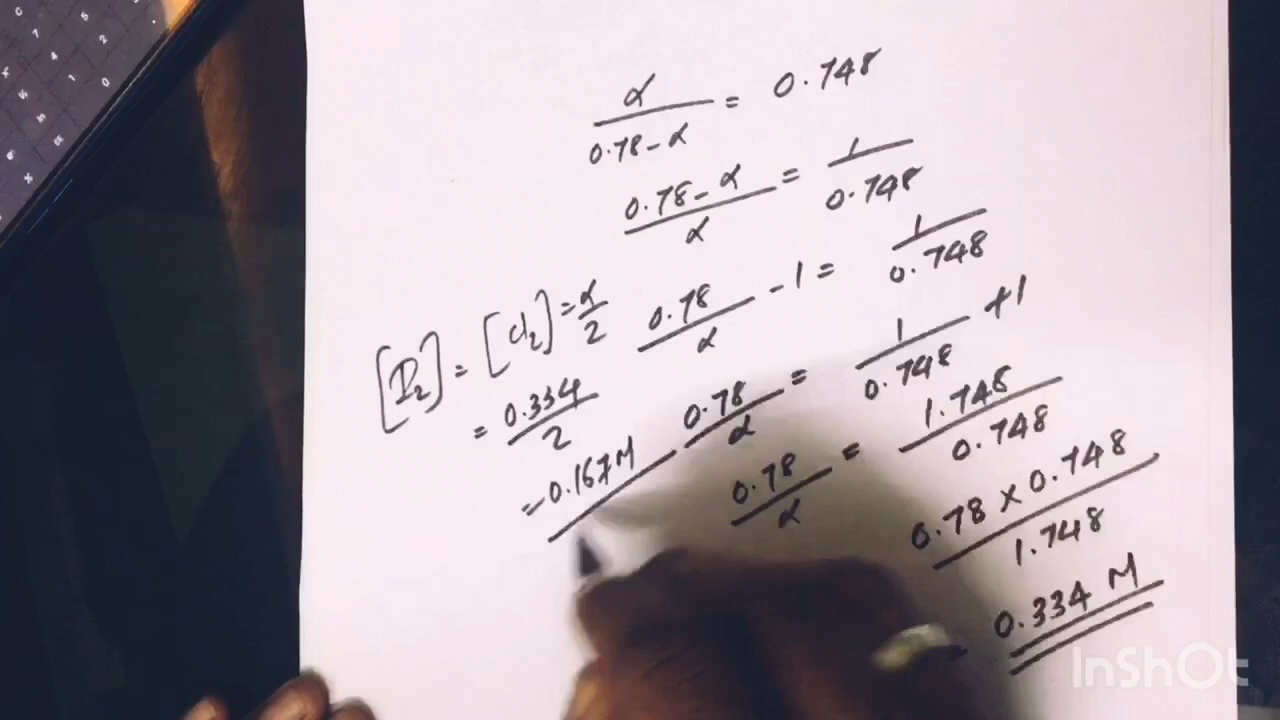 α / 0.78 - α = 0.748
0.78 - α / α = 1 / 0.748
0.78 / α - 1 = 1 / 0.748
0.78 / α = 1 / 0.748 + 1
0.78 / α = 1.748 / 0.748
0.78 × 0.748 / 1.748
= 0.334 M
[I2] = [Cl2] = α / 2
= 0.334 / 2
= 0.167 M
InShOt